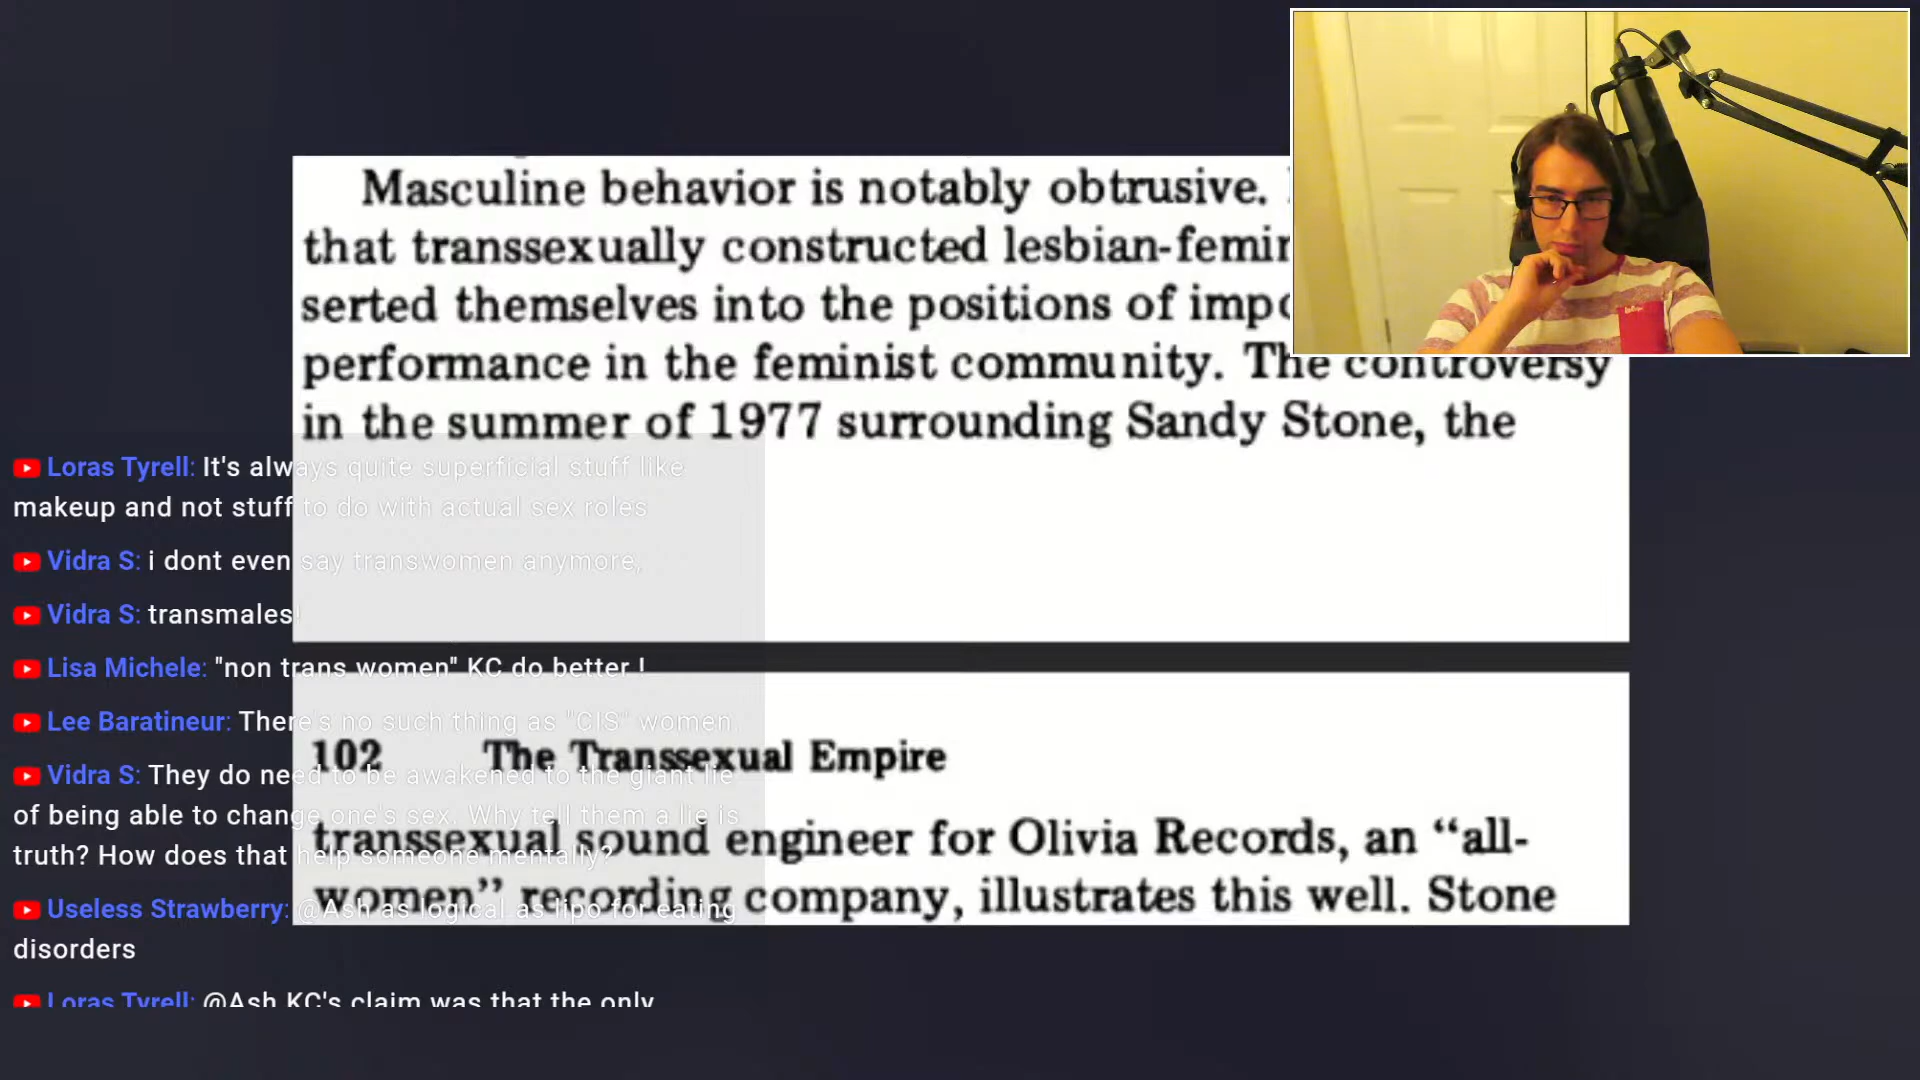 Masculine behavior is notably obtrusive.
that transsexually constructed lesbian-femin
serted themselves into the positions of impo
performance in the feminist community. The controversy
in the summer of 1977 surrounding Sandy Stone, the
102 The Transsexual Empire
transsexual sound engineer for Olivia Records, an “all-
women” recording company, illustrates this well. Stone
Loras Tyrell: It's always quite superficial stuff like
makeup and not stuff to do with actual sex roles
Vidra S: i dont even say transwomen anymore,
Vidra S: transmales!
Lisa Michele: "non trans women" KC do better !
Lee Baratineur: There's no such thing as "CIS" women.
Vidra S: They do need to be awakened to the giant lie
of being able to change one's sex. Why tell them a lie is
truth? How does that help someone mentally?
Useless Strawberry: @Ash as logical as lipo for eating
disorders
Loras Tyrell: @Ash KC's claim was that the only